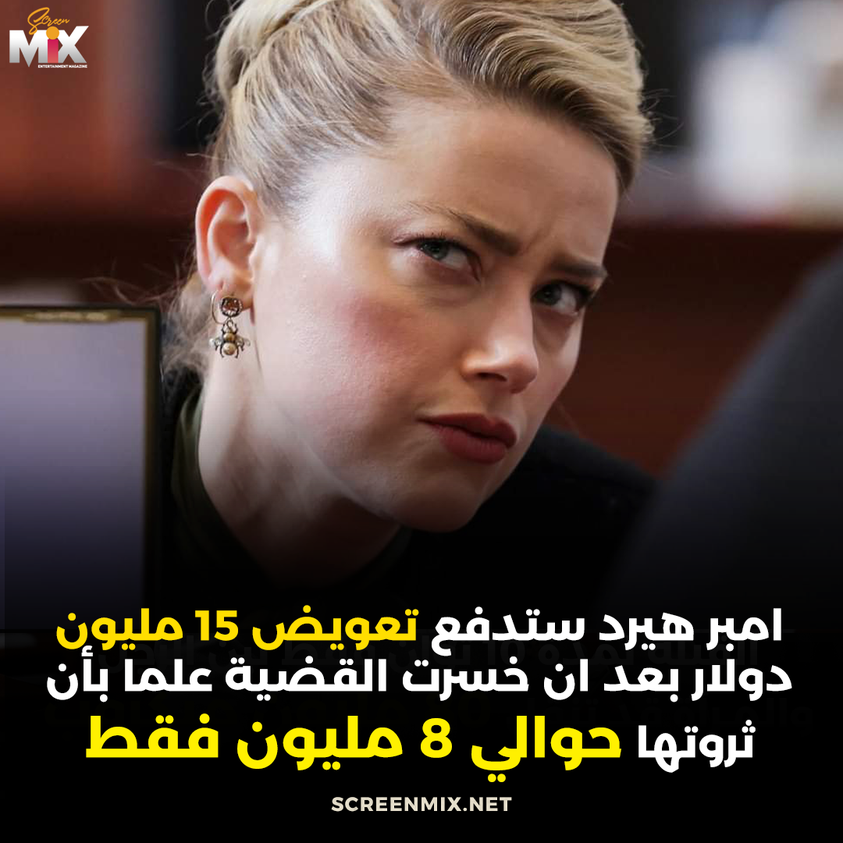 Screen
MiX
ENTERTAINMENT MAGAZINE
امبر هيرد ستدفع تعويض 15 مليون
دولار بعد ان خسرت القضية علما بأن
ثروتها حوالي 8 مليون فقط
SCREENMIX.NET